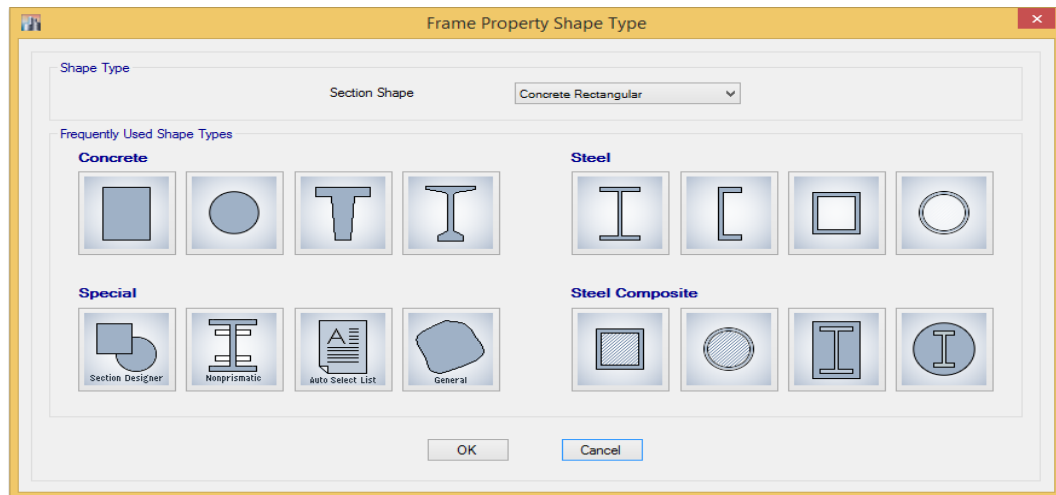 Frame Property Shape Type
Shape Type
Section Shape
Concrete Rectangular
Frequently Used Shape Types
Concrete
Steel
Special
Steel Composite
Section Designer
Nonprismatic
A
Auto Select List
General
OK
Cancel